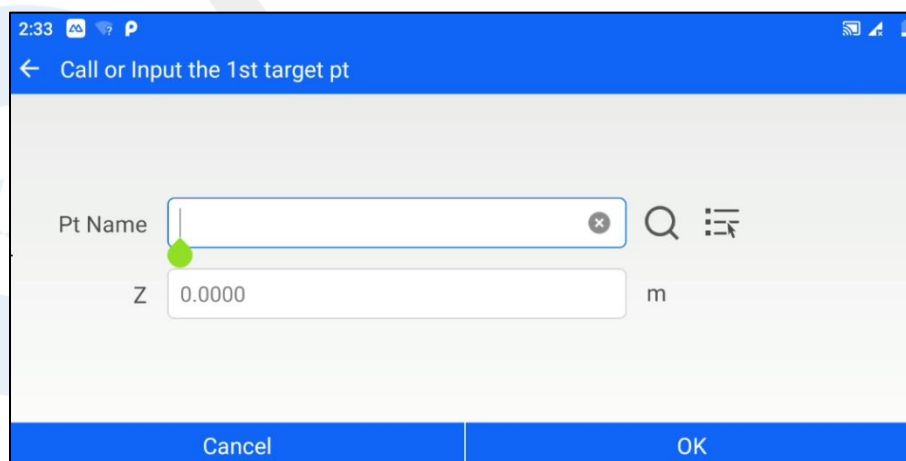 2:33
Call or Input the 1st target pt
Pt Name
Z 0.0000 m
Cancel OK